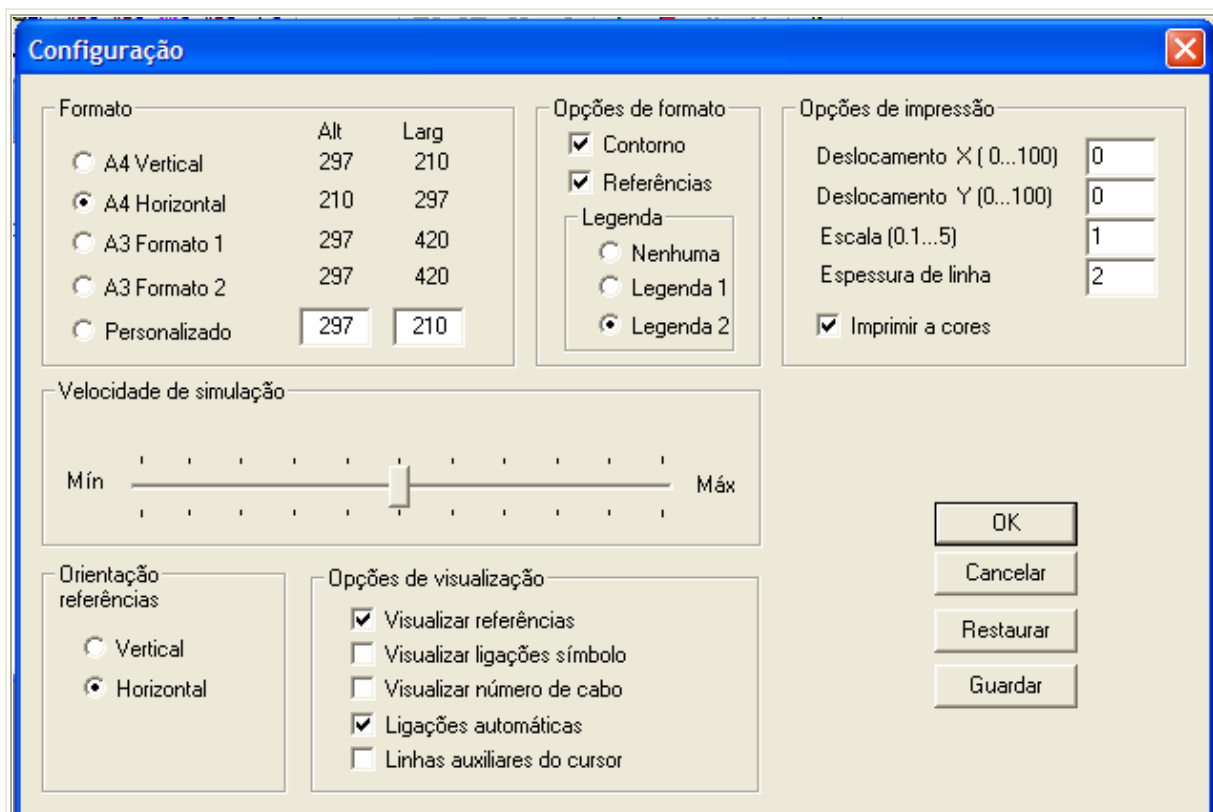 Configuração
Formato
Alt Larg
A4 Vertical 297 210
A4 Horizontal 210 297
A3 Formato 1 297 420
A3 Formato 2 297 420
Personalizado 297 210
Opções de formato
Contorno
Referências
Legenda
Nenhuma
Legenda 1
Legenda 2
Opções de impressão
Deslocamento X ( 0...100) 0
Deslocamento Y (0...100) 0
Escala (0.1...5) 1
Espessura de linha 2
Imprimir a cores
Velocidade de simulação
Mín Máx
Orientação
referências
Vertical
Horizontal
Opções de visualização
Visualizar referências
Visualizar ligações símbolo
Visualizar número de cabo
Ligações automáticas
Linhas auxiliares do cursor
OK
Cancelar
Restaurar
Guardar